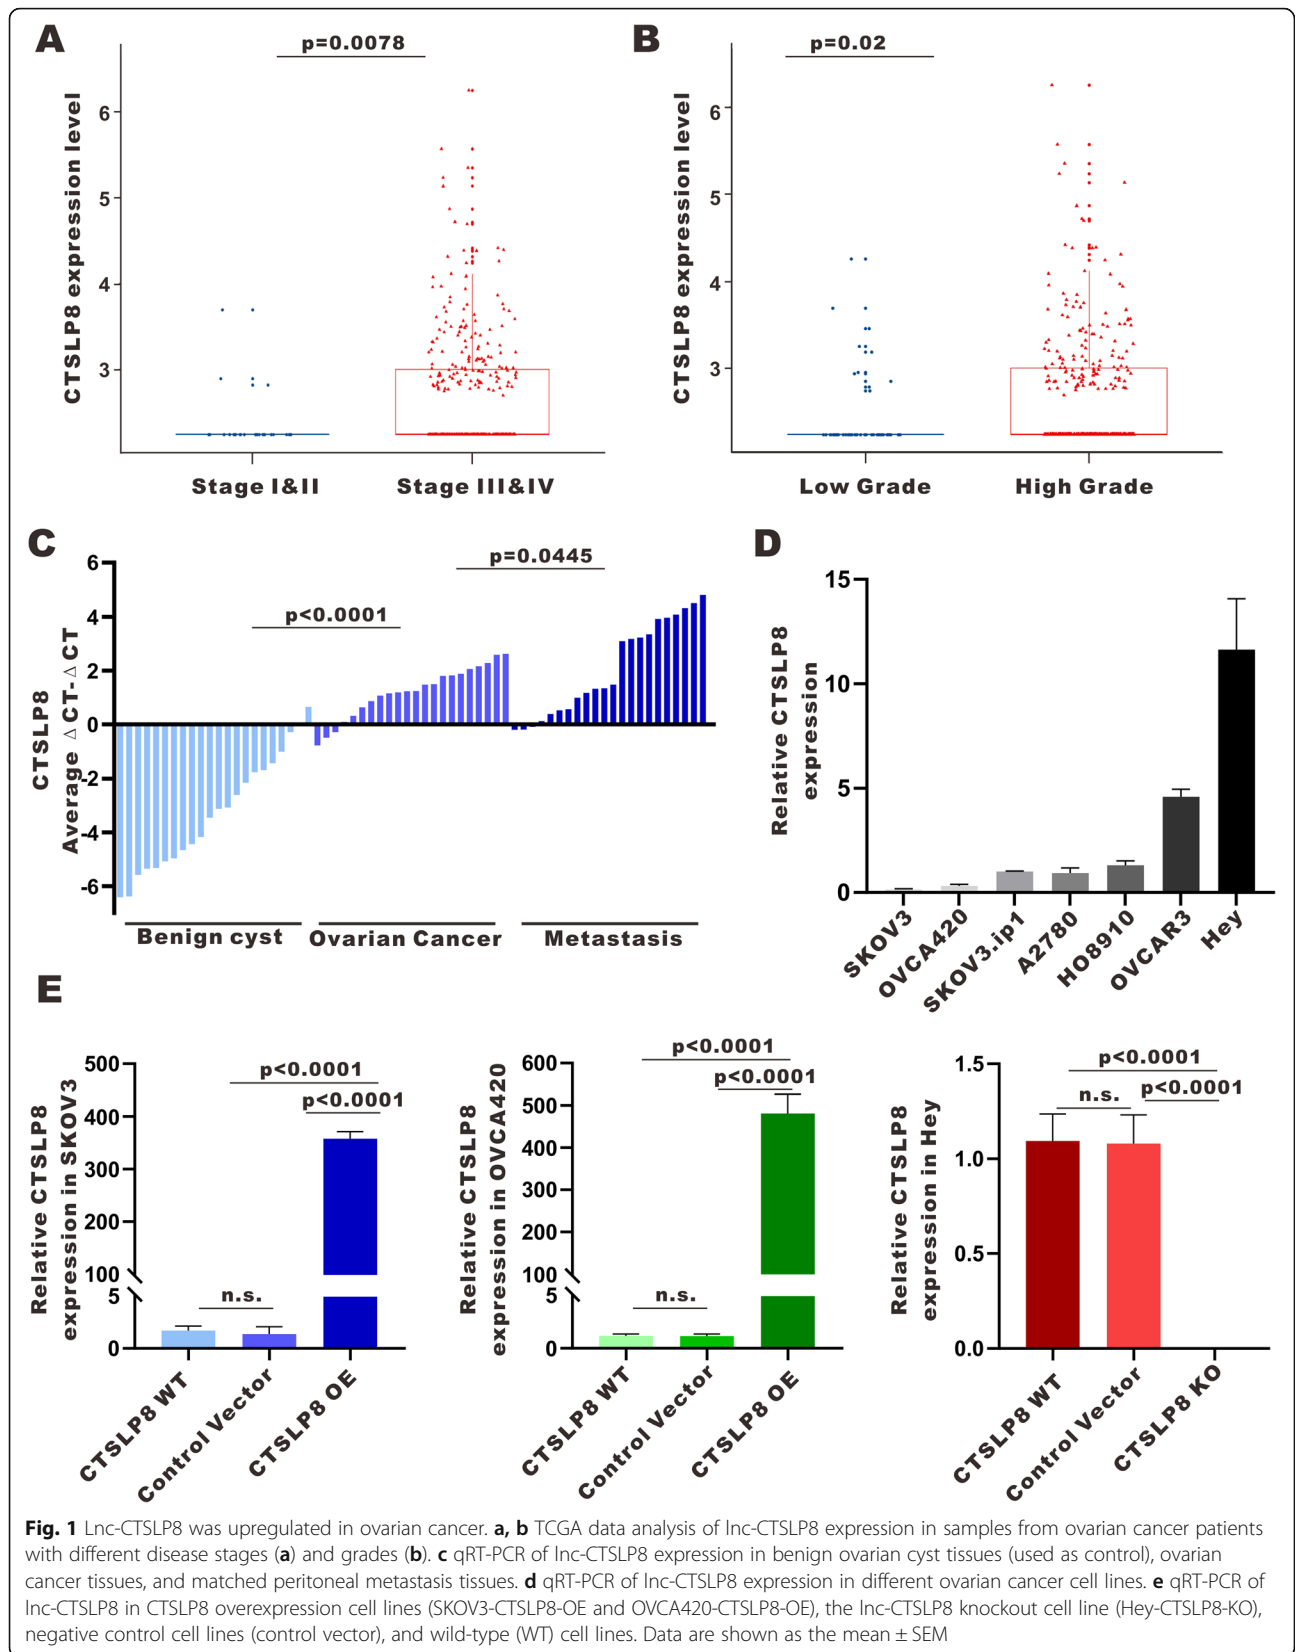 A
p=0.0078
CTSLP8 expression level
6
5
4
3
Stage I&II
Stage III&IV
B
p=0.02
CTSLP8 expression level
6
5
4
3
Low Grade
High Grade
C
p=0.0445
p<0.0001
CTSLP8
Average △CT-△CT
6
4
2
0
-2
-4
-6
Benign cyst
Ovarian Cancer
Metastasis
D
Relative CTSLP8
expression
15
10
5
0
SKOV3
OVCA420
SKOV3.ip1
A2780
HO8910
OVCAR3
Hey
E
Relative CTSLP8
expression in SKOV3
500
400
300
200
100
5
0
p<0.0001
p<0.0001
n.s.
CTSLP8 WT
Control Vector
CTSLP8 OE
Relative CTSLP8
expression in OVCA420
600
500
400
300
200
100
5
0
p<0.0001
p<0.0001
n.s.
CTSLP8 WT
Control Vector
CTSLP8 OE
Relative CTSLP8
expression in Hey
1.5
1.0
0.5
0.0
p<0.0001
n.s.
p<0.0001
CTSLP8 WT
Control Vector
CTSLP8 KO
Fig. 1 Lnc-CTSLP8 was upregulated in ovarian cancer. a, b TCGA data analysis of lnc-CTSLP8 expression in samples from ovarian cancer patients
with different disease stages (a) and grades (b). c qRT-PCR of lnc-CTSLP8 expression in benign ovarian cyst tissues (used as control), ovarian
cancer tissues, and matched peritoneal metastasis tissues. d qRT-PCR of lnc-CTSLP8 expression in different ovarian cancer cell lines. e qRT-PCR of
lnc-CTSLP8 in CTSLP8 overexpression cell lines (SKOV3-CTSLP8-OE and OVCA420-CTSLP8-OE), the lnc-CTSLP8 knockout cell line (Hey-CTSLP8-KO),
negative control cell lines (control vector), and wild-type (WT) cell lines. Data are shown as the mean ± SEM